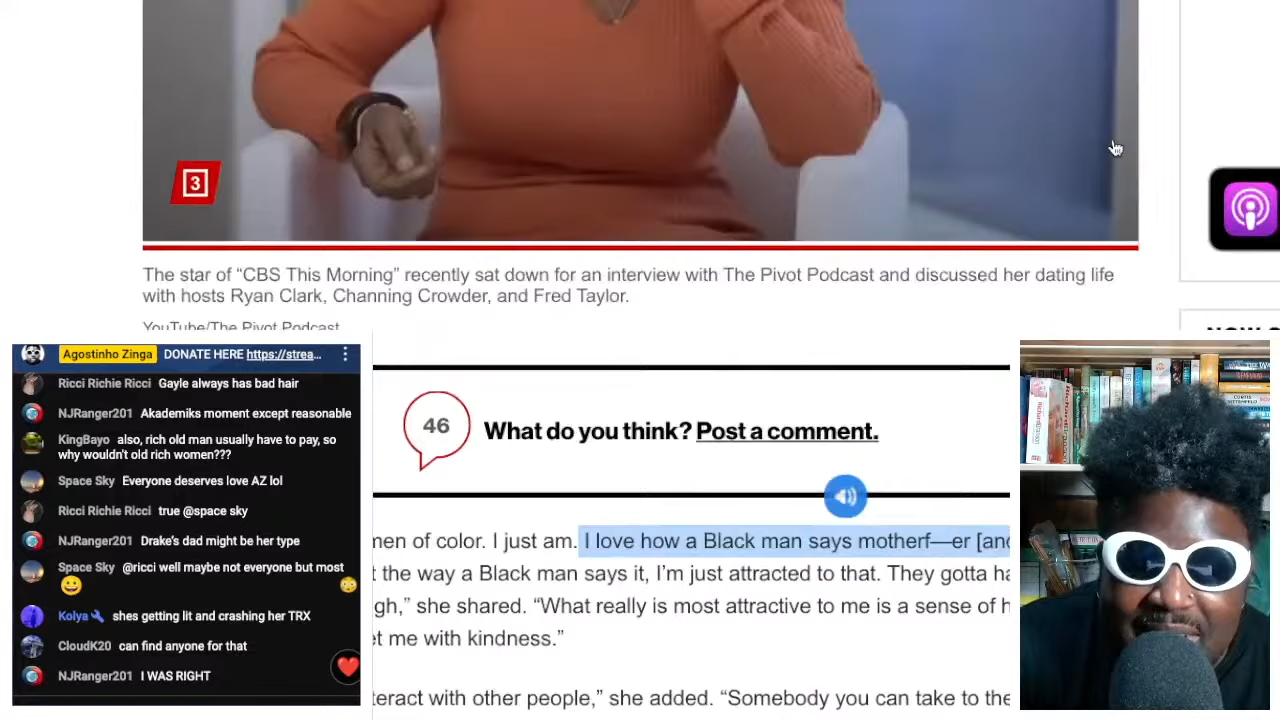 3
The star of “CBS This Morning” recently sat down for an interview with The Pivot Podcast and discussed her dating life
with hosts Ryan Clark, Channing Crowder, and Fred Taylor.
YouTube/The Pivot Podcast
Agostinho Zinga DONATE HERE https://strea...
Ricci Richie Ricci Gayle always has bad hair
NJRanger201 Akademiks moment except reasonable
KingBayo also, rich old man usually have to pay, so
why wouldn't old rich women???
Space Sky Everyone deserves love AZ lol
Ricci Richie Ricci true @space sky
NJRanger201 Drake's dad might be her type
Space Sky @ricci well maybe not everyone but most
Kolya shes getting lit and crashing her TRX
CloudK20 can find anyone for that
NJRanger201 I WAS RIGHT
46
What do you think? Post a comment.
men of color. I just am. I love how a Black man says motherf—er [and
the way a Black man says it, I’m just attracted to that. They gotta
she shared. “What really is most attractive to me is a sense of
me with kindness.”
with other people,” she added. “Somebody you can take to the